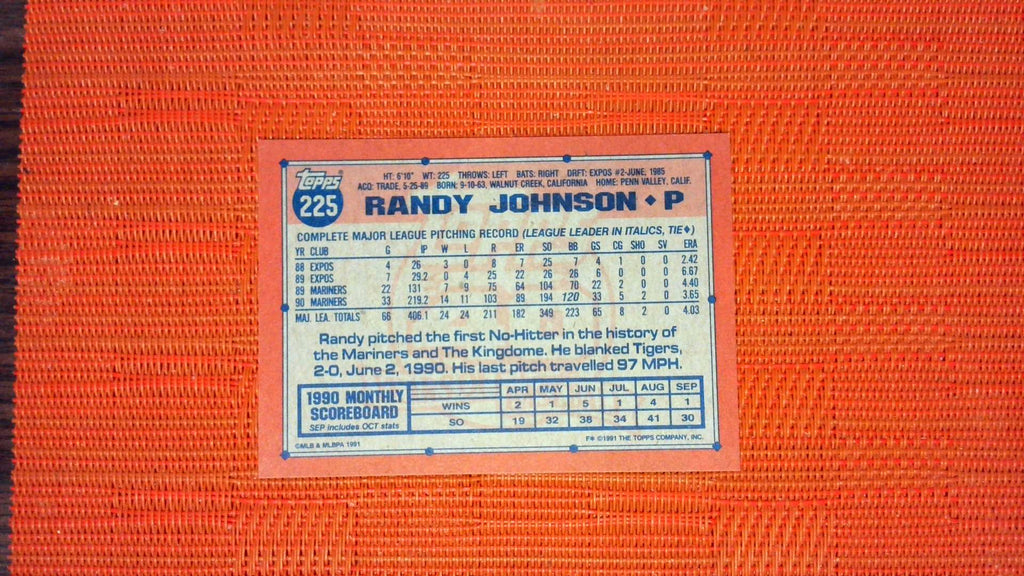 Topps
225
HT: 6'10" WT: 225 THROWS: LEFT BATS: RIGHT DRFT: EXPOS #2-JUNE, 1985
ACQ: TRADE, 5-25-89 BORN: 9-10-63, WALNUT CREEK, CALIFORNIA HOME: PENN VALLEY, CALIF.
RANDY JOHNSON ♦ P
COMPLETE MAJOR LEAGUE PITCHING RECORD (LEAGUE LEADER IN ITALICS, TIE♦)
YR CLUB G IP W L R ER SO BB GS CG SHO SV ERA
88 EXPOS 4 26 3 0 8 7 25 7 4 1 0 0 2.42
89 EXPOS 7 29.2 0 4 25 22 26 26 6 0 0 0 6.67
89 MARINERS 22 131 7 9 75 64 104 70 22 2 0 0 4.40
90 MARINERS 33 219.2 14 11 103 89 194 120 33 5 2 0 3.65
MAJ. LEA. TOTALS 66 406.1 24 24 211 182 349 223 65 8 2 0 4.03
Randy pitched the first No-Hitter in the history of
the Mariners and The Kingdome. He blanked Tigers,
2-0, June 2, 1990. His last pitch travelled 97 MPH.
1990 MONTHLY
SCOREBOARD
SEP includes OCT stats
APR MAY JUN JUL AUG SEP
WINS 2 1 5 1 4 1
SO 19 32 38 34 41 30
©MLB & MLBPA 1991
F* ©1991 THE TOPPS COMPANY, INC.